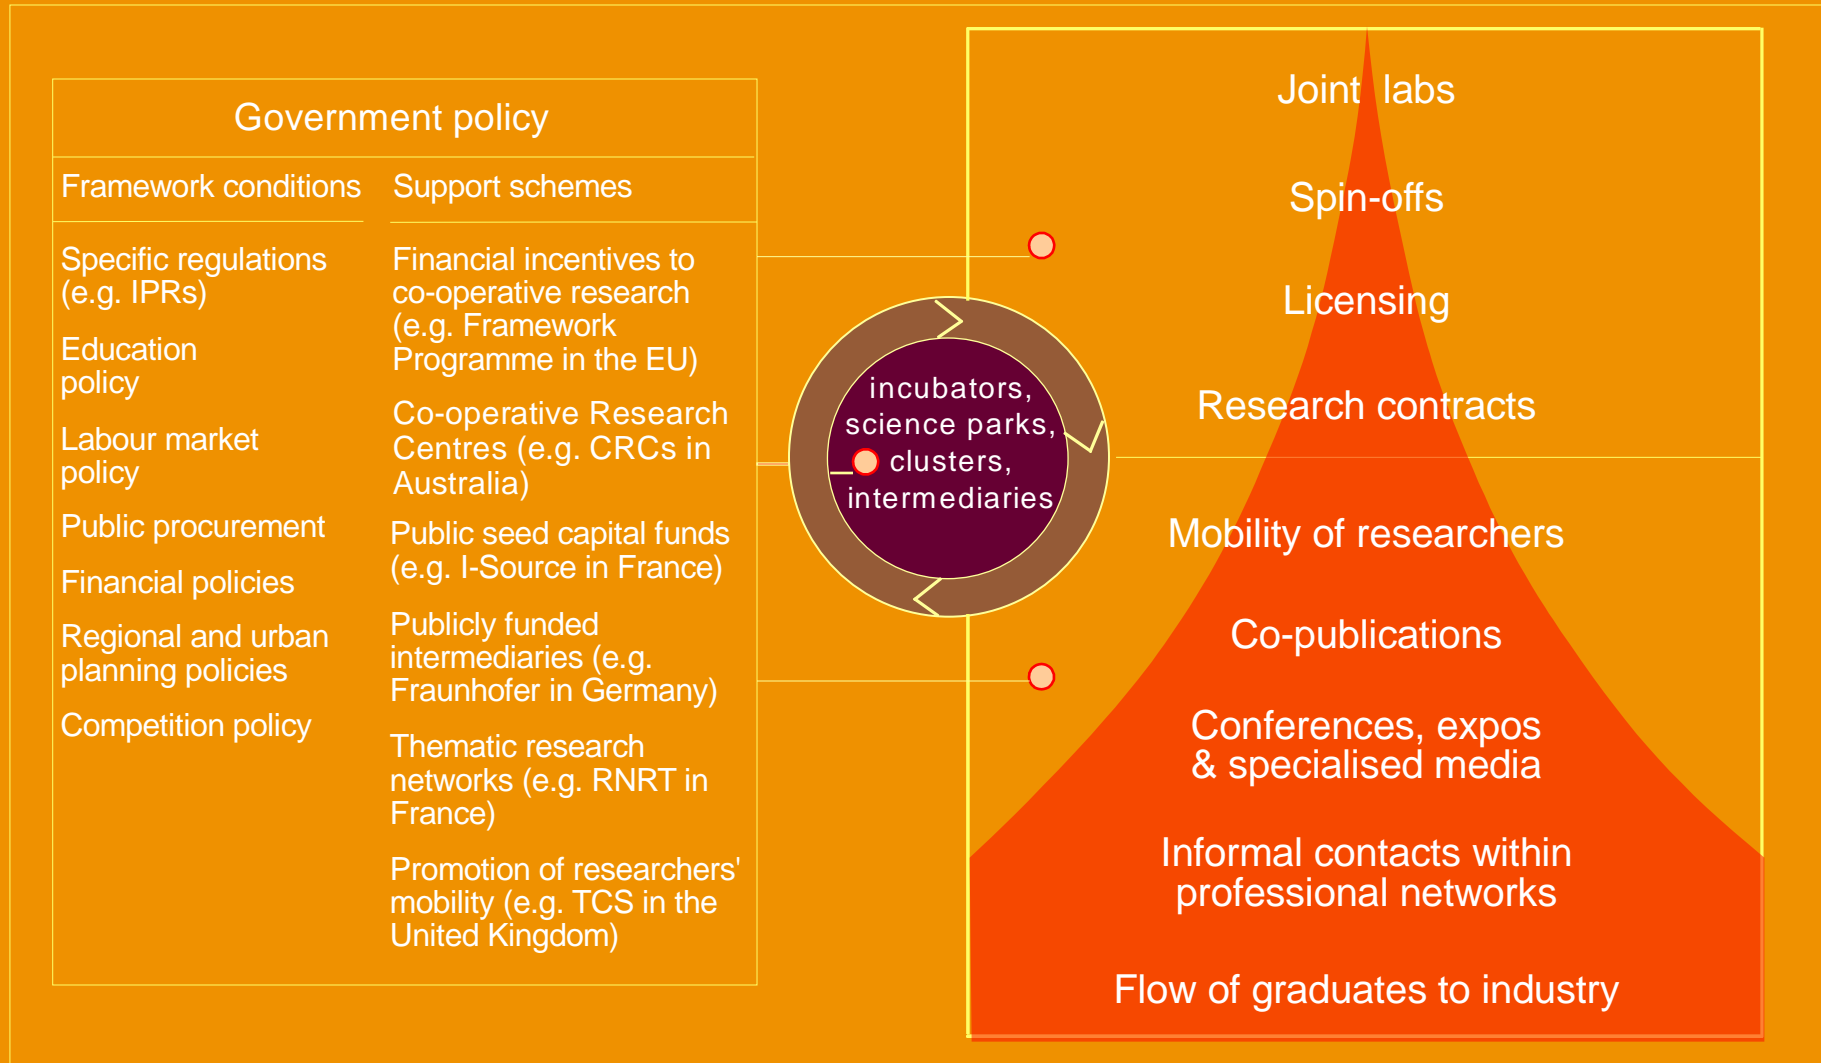 Government policy
Framework conditions
Specific regulations
(e.g. IPRs)
Education
policy
Labour market
policy
Public procurement
Financial policies
Regional and urban
planning policies
Competition policy
Support schemes
Financial incentives to
co-operative research
(e.g. Framework
Programme in the EU)
Co-operative Research
Centres (e.g. CRCs in
Australia)
Public seed capital funds
(e.g. I-Source in France)
Publicly funded
intermediaries (e.g.
Fraunhofer in Germany)
Thematic research
networks (e.g. RNRT in
France)
Promotion of researchers'
mobility (e.g. TCS in the
United Kingdom)
incubators,
science parks,
clusters,
intermediaries
Joint labs
Spin-offs
Licensing
Research contracts
Mobility of researchers
Co-publications
Conferences, expos
& specialised media
Informal contacts within
professional networks
Flow of graduates to industry